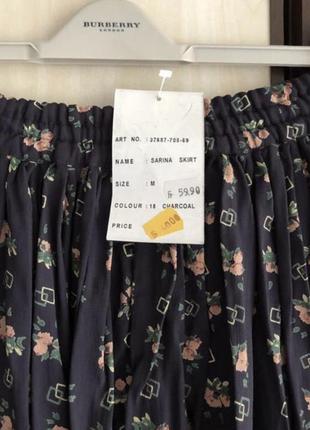 BURBERRY
LONDON
ART NO. : 37887-708-69
NAME : SARINA SKIRT
SIZE : M
$ 59.90
COLOUR : 18 CHARCOAL
PRICE